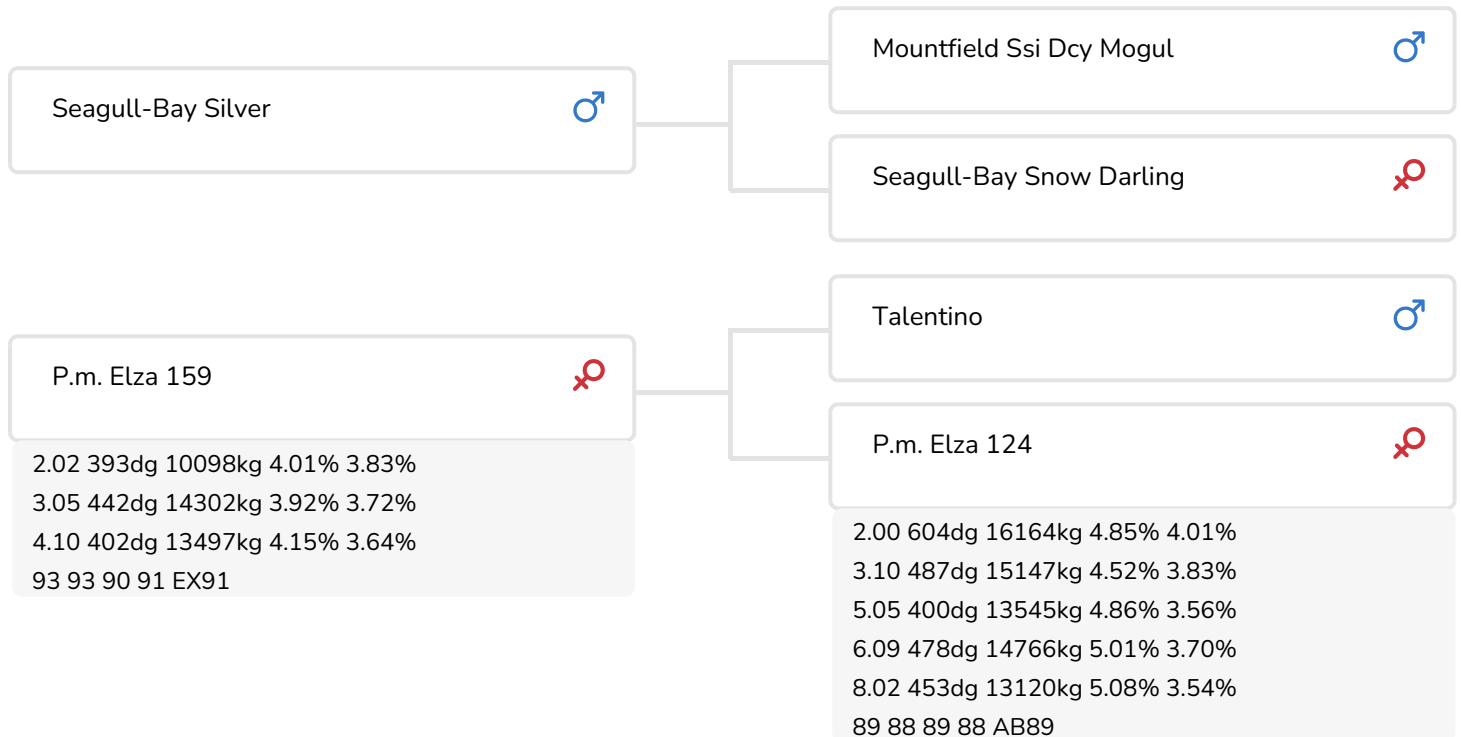 Seagull-Bay Silver
P.m. Elza 159
2.02 393dg 10098kg 4.01% 3.83%
3.05 442dg 14302kg 3.92% 3.72%
4.10 402dg 13497kg 4.15% 3.64%
93 93 90 91 EX91
Mountfield Ssi Dcy Mogul
Seagull-Bay Snow Darling
Talentino
P.m. Elza 124
2.00 604dg 16164kg 4.85% 4.01%
3.10 487dg 15147kg 4.52% 3.83%
5.05 400dg 13545kg 4.86% 3.56%
6.09 478dg 14766kg 5.01% 3.70%
8.02 453dg 13120kg 5.08% 3.54%
89 88 89 88 AB89